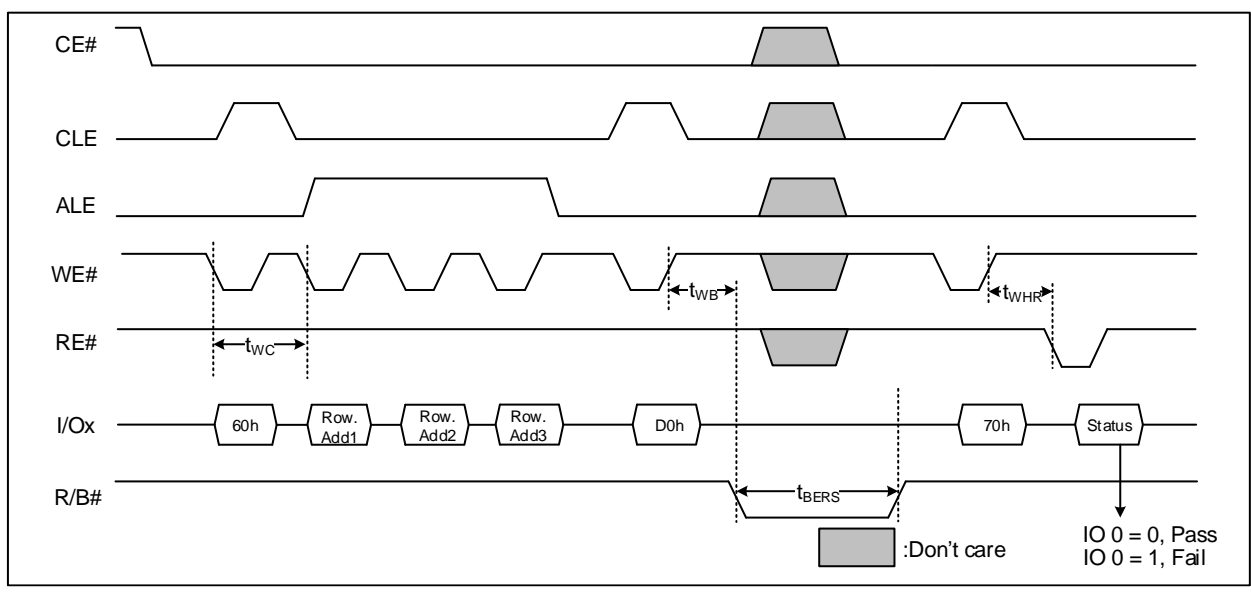 CE#
CLE
ALE
WE#
tWB
tWHR
RE#
tWC
I/Ox
60h
Row.
Add1
Row.
Add2
Row.
Add3
D0h
70h
Status
R/B#
tBERS
:Don't care
IO 0 = 0, Pass
IO 0 = 1, Fail